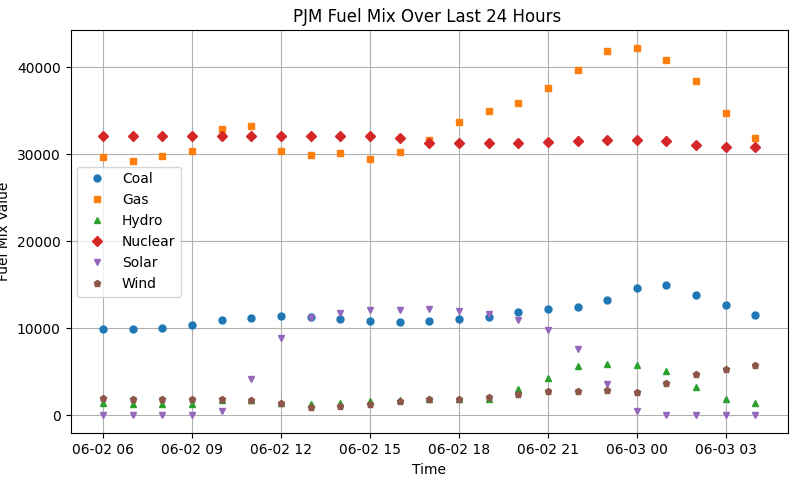 PJM Fuel Mix Over Last 24 Hours
40000
30000
20000
10000
0
Fuel Mix Value
Coal
Gas
Hydro
Nuclear
Solar
Wind
06-02 06 06-02 09 06-02 12 06-02 15 06-02 18 06-02 21 06-03 00 06-03 03
Time